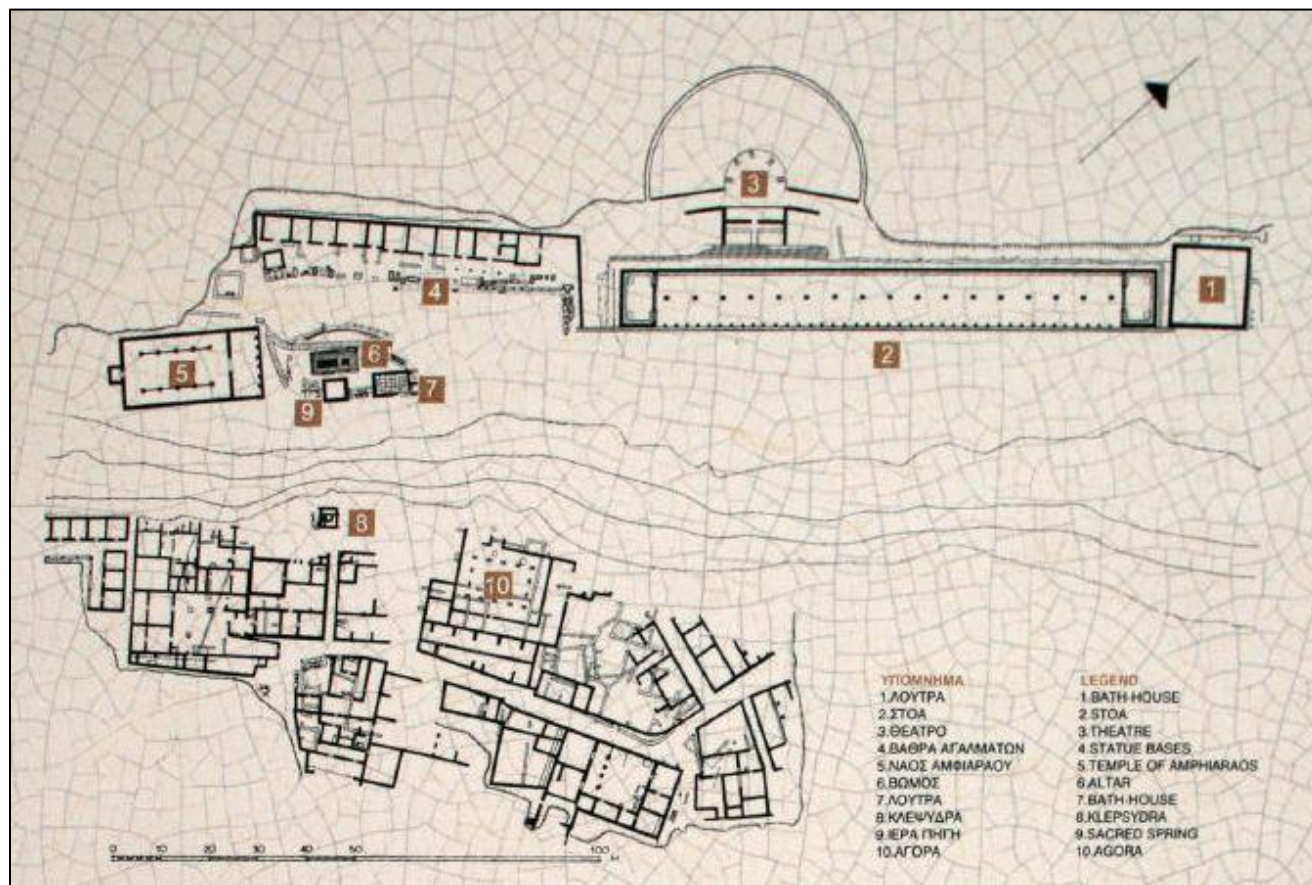 3
4
1
6
2
5
7
9
8
10
ΥΠΟΜΝΗΜΑ
1.ΛΟΥΤΡΑ
2.ΣΤΟΑ
3.ΘΕΑΤΡΟ
4.ΒΑΘΡΑ ΑΓΑΛΜΑΤΩΝ
5.ΝΑΟΣ ΑΜΦΙΑΡΑΟΥ
6.ΒΩΜΟΣ
7.ΛΟΥΤΡΑ
8.ΚΛΕΨΥΔΡΑ
9.ΙΕΡΑ ΠΗΓΗ
10.ΑΓΟΡΑ
LEGEND
1.BATH-HOUSE
2.STOA
3.THEATRE
4.STATUE BASES
5.TEMPLE OF AMPHIARAOS
6.ALTAR
7.BATH-HOUSE
8.KLEPSYDRA
9.SACRED SPRING
10.AGORA
0 10 20 30 40 50 100 M